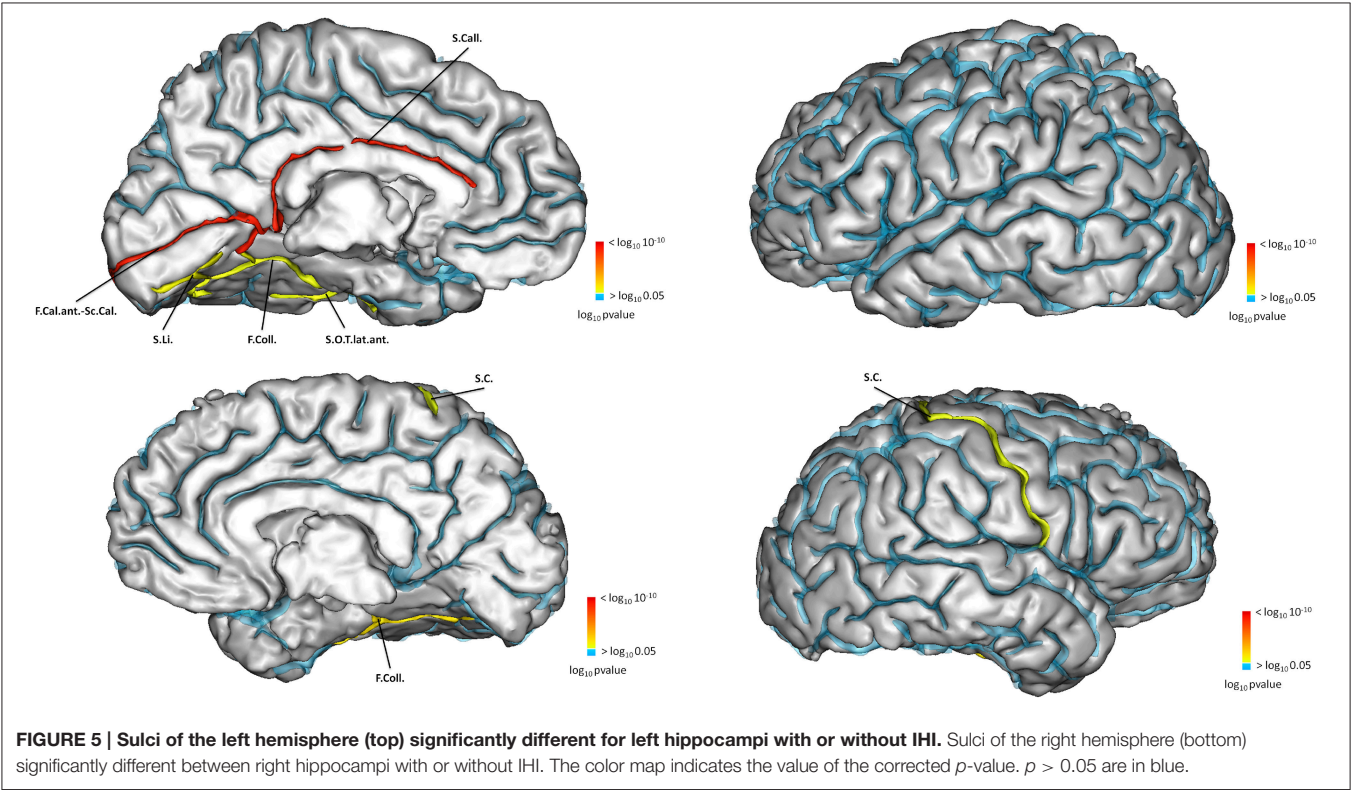 S.Call.
F.Cal.ant.-Sc.Cal.
S.Li.
F.Coll.
S.O.T.lat.ant.
< log10 10-10
> log10 0.05
log10 pvalue
< log10 10-10
> log10 0.05
log10 pvalue
S.C.
F.Coll.
< log10 10-10
> log10 0.05
log10 pvalue
S.C.
< log10 10-10
> log10 0.05
log10 pvalue
FIGURE 5 | Sulci of the left hemisphere (top) significantly different for left hippocampi with or without IHI. Sulci of the right hemisphere (bottom)
significantly different between right hippocampi with or without IHI. The color map indicates the value of the corrected p-value. p > 0.05 are in blue.